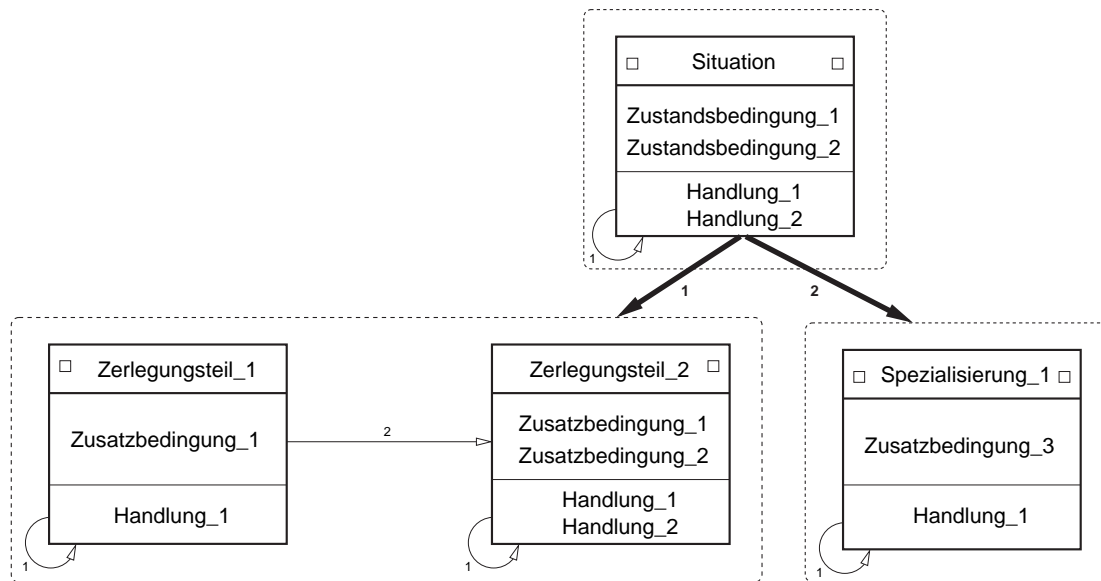 Situation
Zustandsbedingung_1
Zustandsbedingung_2
Handlung_1
Handlung_2
1
1
2
Zerlegungsteil_1
Zusatzbedingung_1
Handlung_1
1
2
Zerlegungsteil_2
Zusatzbedingung_1
Zusatzbedingung_2
Handlung_1
Handlung_2
1
Spezialisierung_1
Zusatzbedingung_3
Handlung_1
1